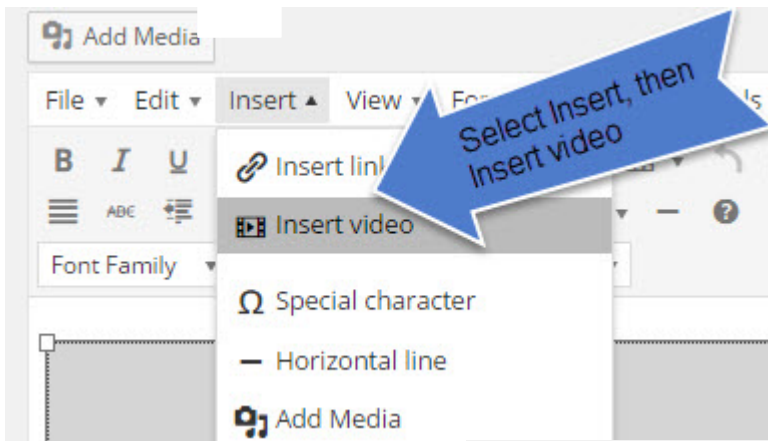 Add Media
File Edit Insert View
B I U
ABC
Font Family
Insert link
Insert video
Ω Special character
Horizontal line
Add Media
Select Insert, then
Insert video